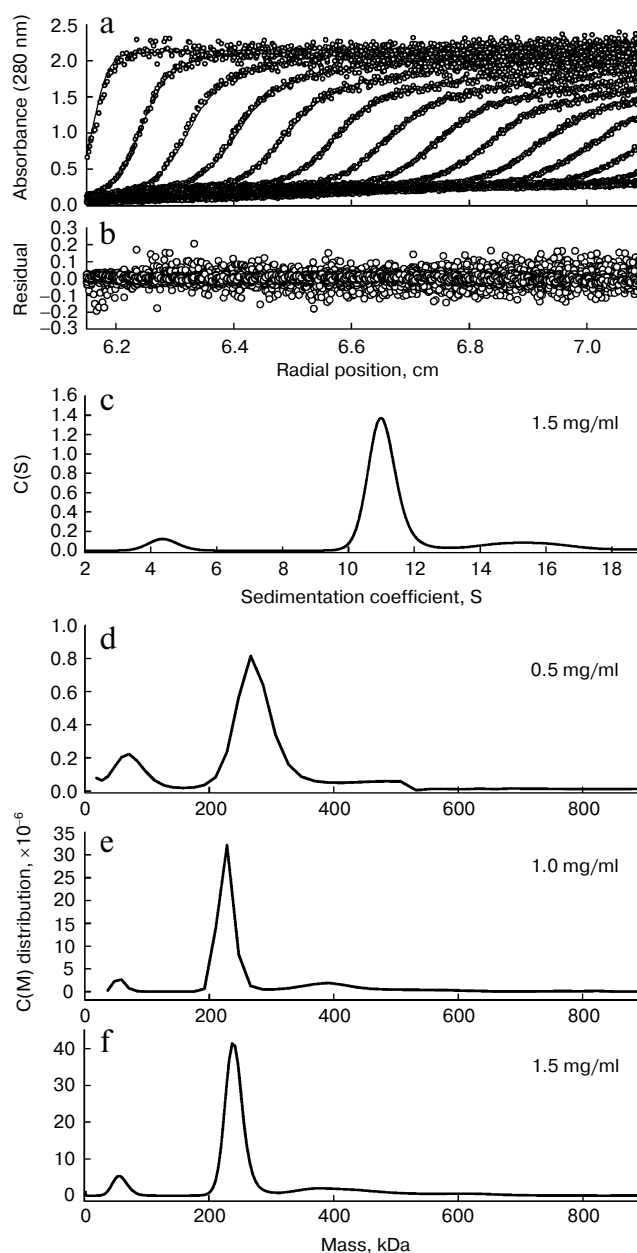 a
Absorbance (280 nm)
2.5
2.0
1.5
1.0
0.5
0.0
b
Residual
0.3
0.2
0.1
0.0
−0.1
−0.3
6.2 6.4 6.6 6.8 7.0
Radial position, cm
c
1.5 mg/ml
C(S)
1.6
1.4
1.2
1.0
0.8
0.6
0.4
0.2
0.0
2 4 6 8 10 12 14 16 18
Sedimentation coefficient, S
d
0.5 mg/ml
1.0
0.8
0.6
0.4
0.2
0.0
0 200 400 600 800
C(M) distribution, ×10⁻⁶
e
1.0 mg/ml
35
30
25
20
15
10
5
0
0 200 400 600 800
f
1.5 mg/ml
40
30
20
10
0
0 200 400 600 800
Mass, kDa